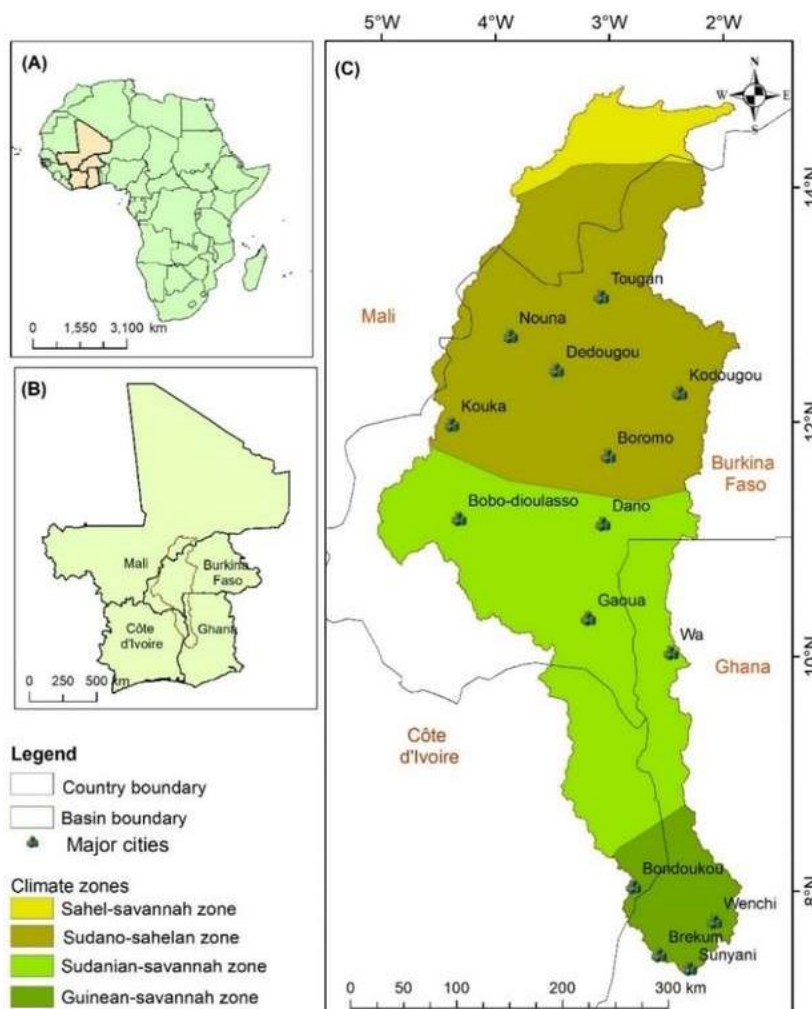 5°W 4°W 3°W 2°W
(A)
0 1,550 3,100 km
(B)
Mali
Burkina
Faso
Côte
d'Ivoire
Ghana
0 250 500 km
(C)
N
W E
S
14°N
12°N
10°N
8°N
Mali
Tougan
Nouna
Dedougou
Kodougou
Kouka
Boromo
Burkina
Faso
Bobo-dioulasso
Dano
Gaoua
Wa
Ghana
Côte
d'Ivoire
Bondoukou
Wenchi
Brekum
Sunyani
0 50 100 200 300 km
Legend
Country boundary
Basin boundary
Major cities
Climate zones
Sahel-savannah zone
Sudano-sahelan zone
Sudanian-savannah zone
Guinean-savannah zone